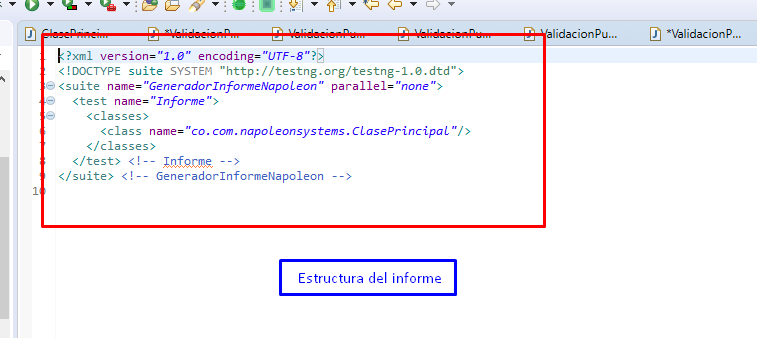 ClasePrinci...
*ValidacionP...
ValidacionPu...
ValidacionPu...
ValidacionPu...
*ValidacionP...
1 <?xml version="1.0" encoding="UTF-8"?>
2 <!DOCTYPE suite SYSTEM "http://testng.org/testng-1.0.dtd">
3 <suite name="GeneradorInformeNapoleon" parallel="none">
4 <test name="Informe">
5 <classes>
6 <class name="co.com.napoleonsystems.ClasePrincipal"/>
7 </classes>
8 </test> <!-- Informe -->
9 </suite> <!-- GeneradorInformeNapoleon -->
10
Estructura del informe